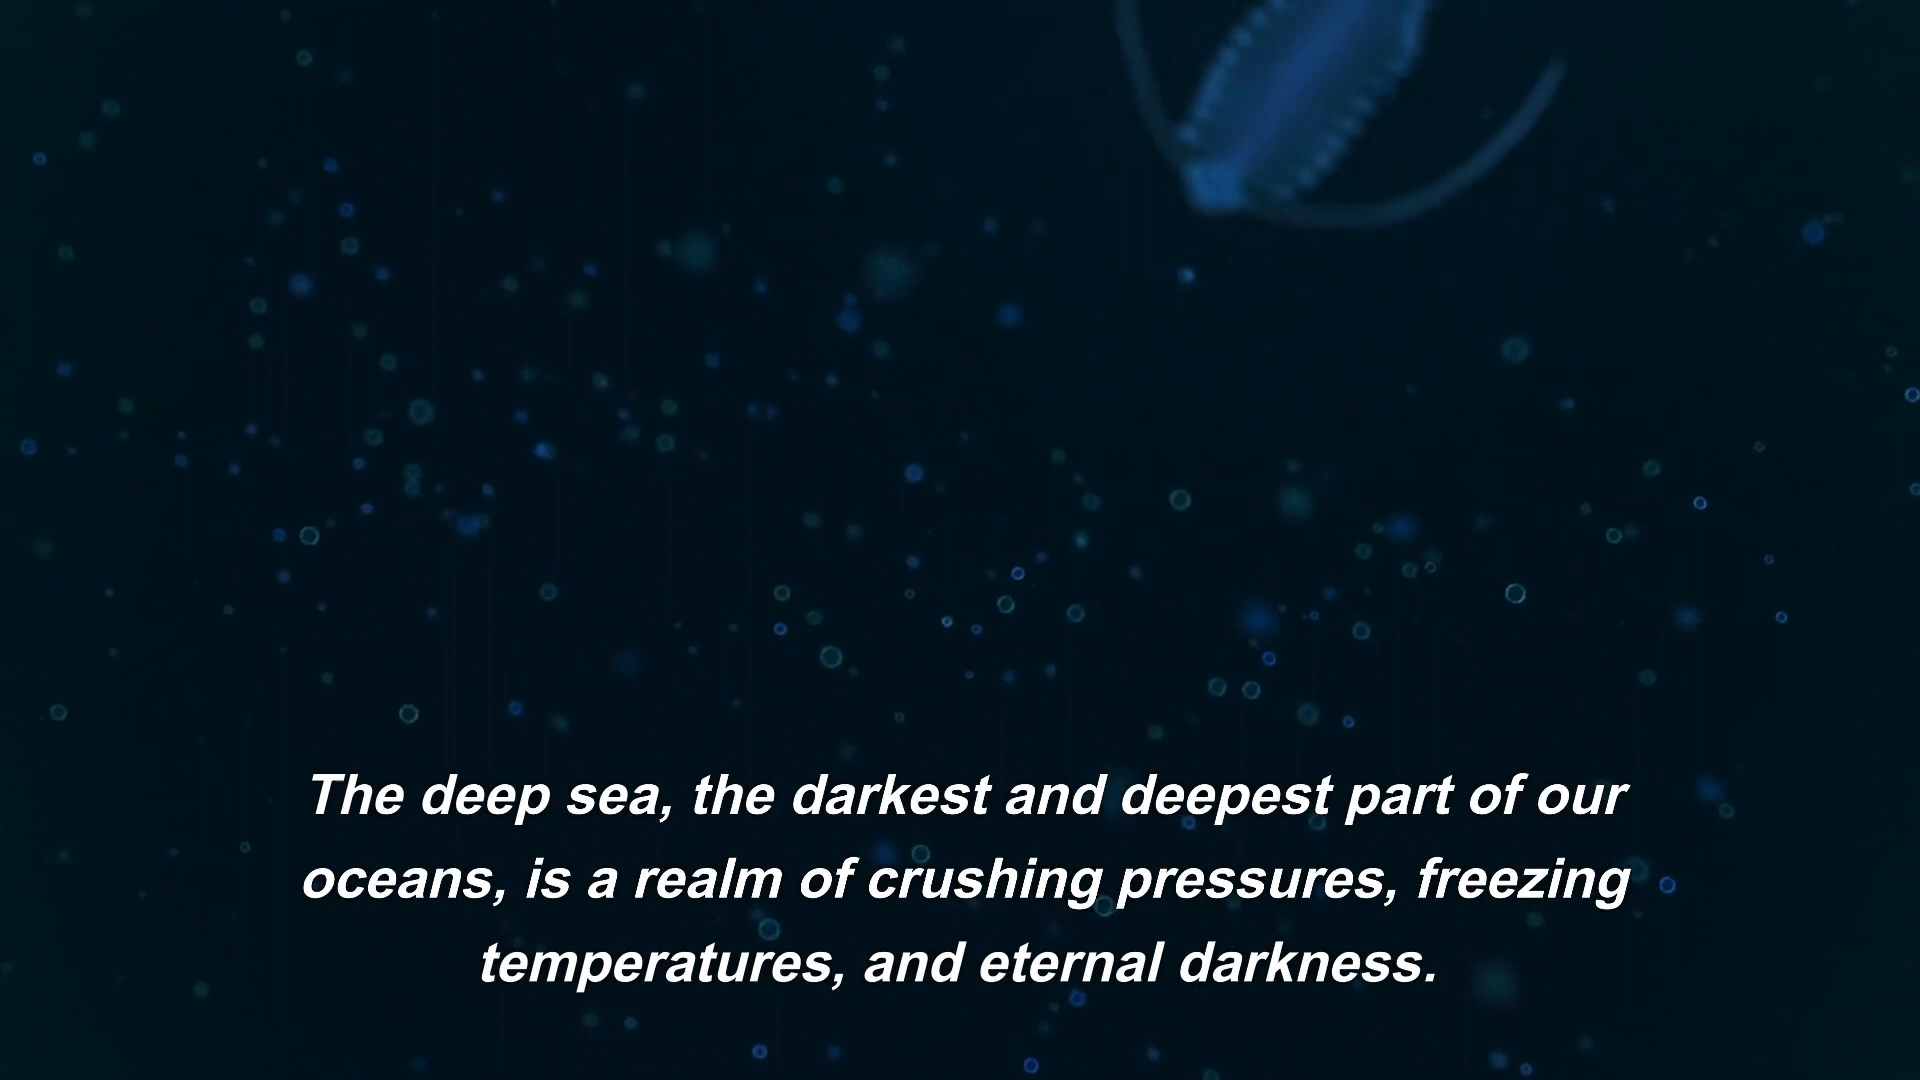 The deep sea, the darkest and deepest part of our
oceans, is a realm of crushing pressures, freezing
temperatures, and eternal darkness.